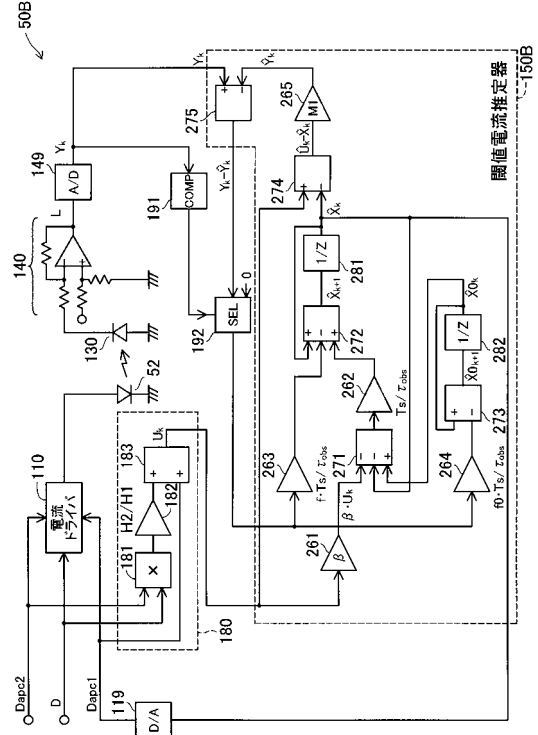 50B
Dapc2
D
Dapc1
110
電流
ドライバ
52
130
140
L
149
A/D
Yk
Yk
191
COMP
192
SEL
0
275
+
-
Yk-Ŷk
Ŷk
180
181
×
H2/H1
182
183
+
+
Uk
119
D/A
150B
閾値電流推定器
265
M1
Ûk-X̂k
274
+
-
X̂k
281
1/Z
X̂k+1
272
+
-
+
262
Ts/τobs
263
f・Ts/τobs
271
-
-
+
β・Uk
261
β
264
f0・Ts/τobs
273
+
-
X̂0k+1
282
1/Z
X̂0k